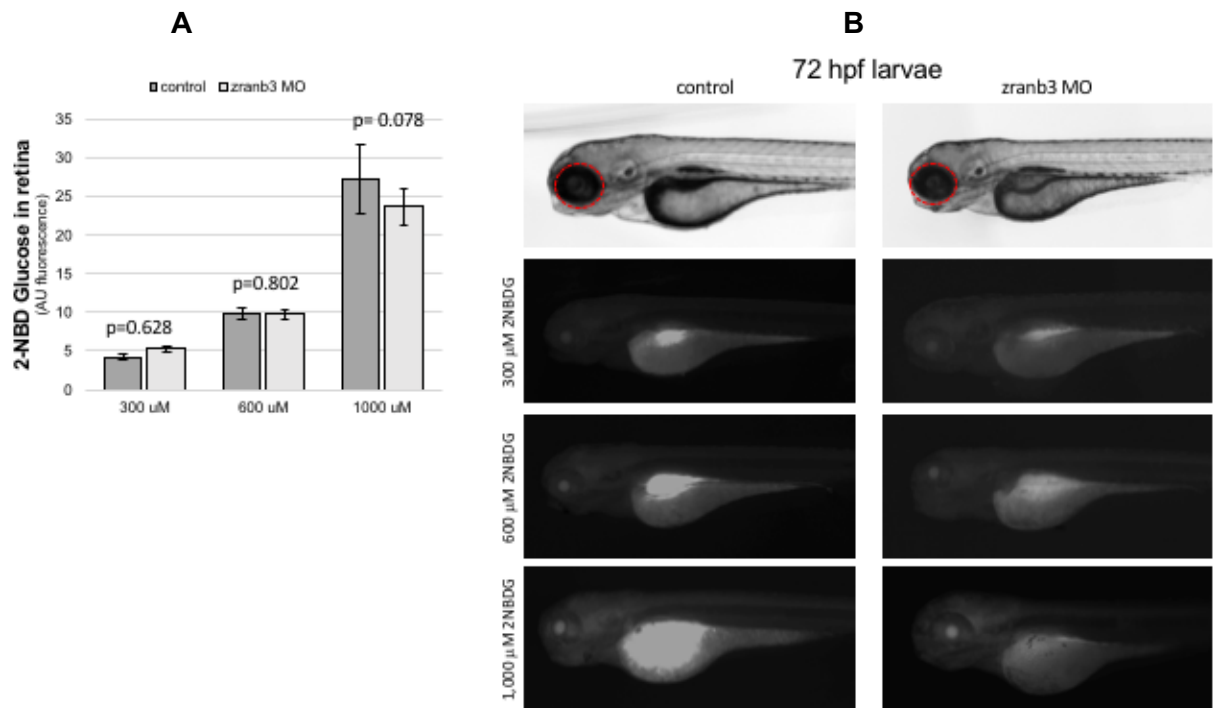 A
control zranb3 MO
2-NBD Glucose in retina
(AU fluorescence)
35
30
25
20
15
10
5
0
p=0.628
p=0.802
p= 0.078
300 uM 600 uM 1000 uM
B
72 hpf larvae
control zranb3 MO
300 µM 2NBDG
600 µM 2NBDG
1,000 µM 2NBDG